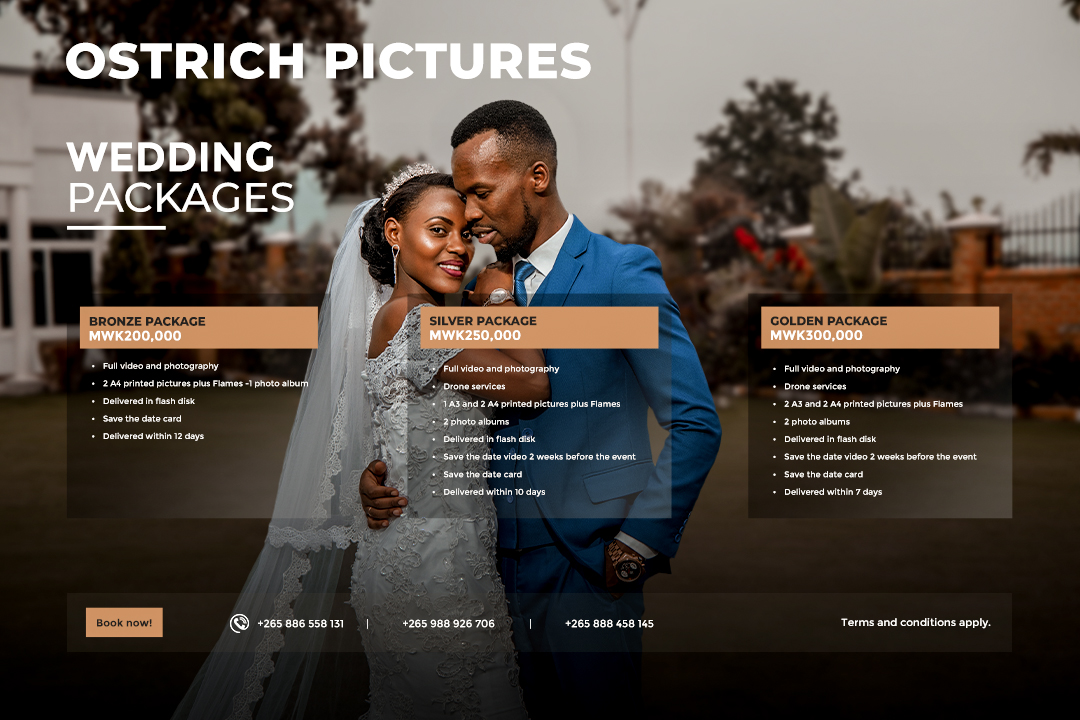 OSTRICH PICTURES
WEDDING
PACKAGES
BRONZE PACKAGE
MWK200,000
• Full video and photography
• 2 A4 printed pictures plus Flames -1 photo album
• Delivered in flash disk
• Save the date card
• Delivered within 12 days
SILVER PACKAGE
MWK250,000
• Full video and photography
• Drone services
• 1 A3 and 2 A4 printed pictures plus Flames
• 2 photo albums
• Delivered in flash disk
• Save the date video 2 weeks before the event
• Save the date card
• Delivered within 10 days
GOLDEN PACKAGE
MWK300,000
• Full video and photography
• Drone services
• 2 A3 and 2 A4 printed pictures plus Flames
• 2 photo albums
• Delivered in flash disk
• Save the date video 2 weeks before the event
• Save the date card
• Delivered within 7 days
Book now! +265 886 558 131 | +265 988 926 706 | +265 888 458 145 Terms and conditions apply.